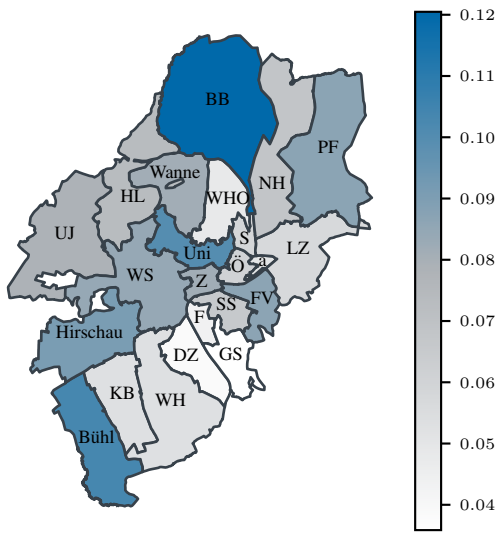 0.12
BB
0.11
0.10
PF
Wanne
0.09
HL
NH
WHO
UJ
S
LZ
Uni
0.08
Ö
a
WS
Z
FV
SS
0.07
F
Hirschau
DZ
GS
0.06
KB
WH
Bühl
0.05
0.04